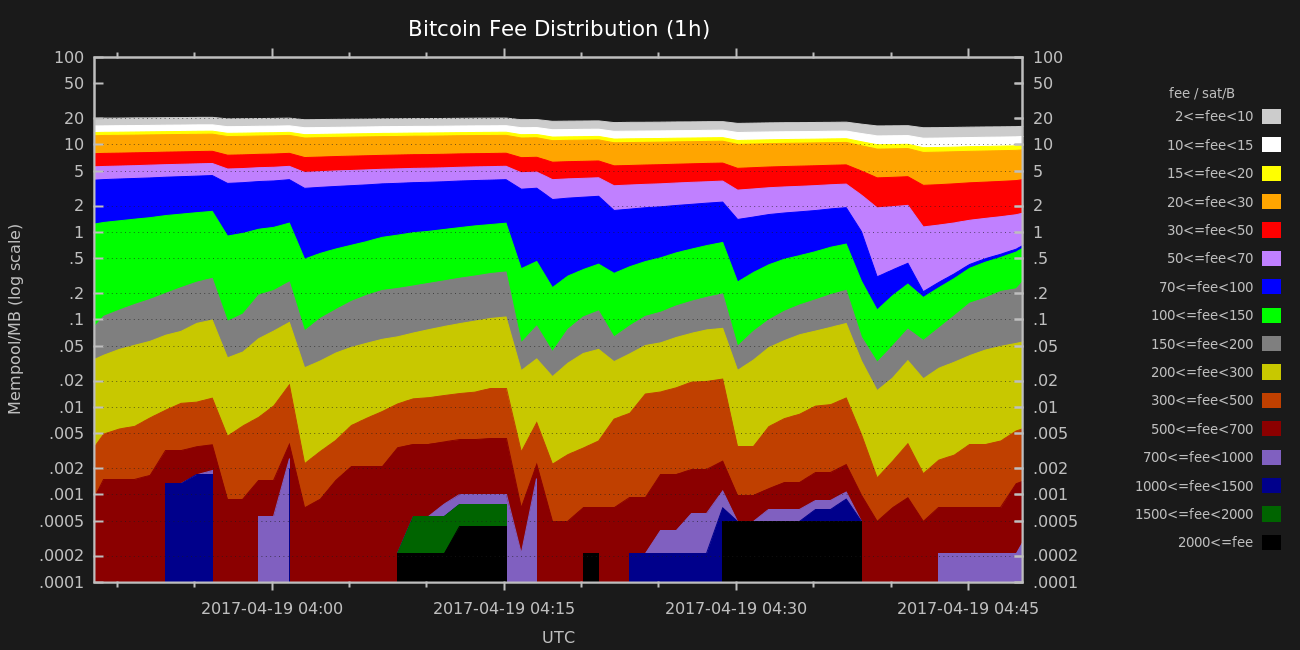 Bitcoin Fee Distribution (1h)
100 100
50 50
20 20
10 10
5 5
2 2
1 1
.5 .5
.2 .2
.1 .1
.05 .05
.02 .02
.01 .01
.005 .005
.002 .002
.001 .001
.0005 .0005
.0002 .0002
.0001 .0001
Mempool/MB (log scale)
2017-04-19 04:00 2017-04-19 04:15 2017-04-19 04:30 2017-04-19 04:45
UTC
fee / sat/B
2<=fee<10
10<=fee<15
15<=fee<20
20<=fee<30
30<=fee<50
50<=fee<70
70<=fee<100
100<=fee<150
150<=fee<200
200<=fee<300
300<=fee<500
500<=fee<700
700<=fee<1000
1000<=fee<1500
1500<=fee<2000
2000<=fee